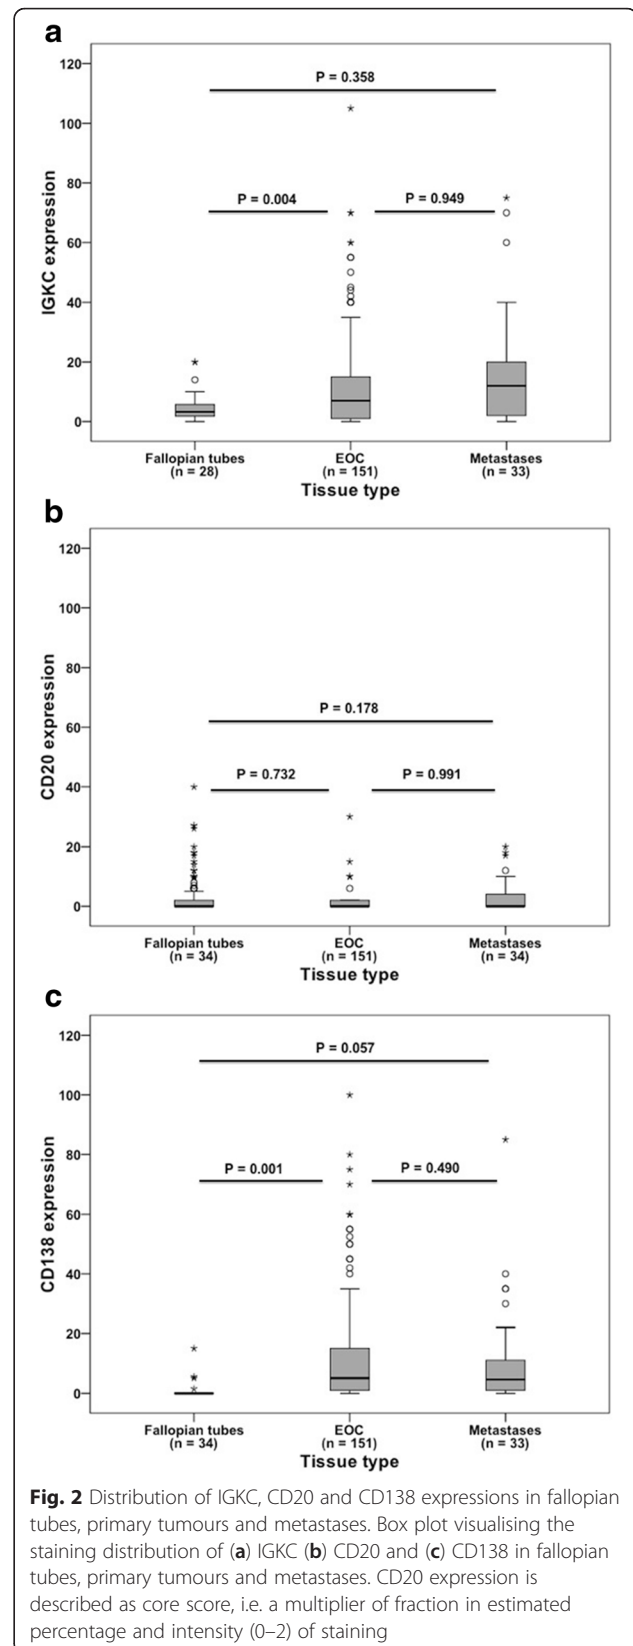 a
120
P = 0.358
100
80
P = 0.004
P = 0.949
60
40
20
0
IGKC expression
Fallopian tubes
(n = 28)
EOC
(n = 151)
Metastases
(n = 33)
Tissue type
b
120
100
80
P = 0.178
60
P = 0.732
P = 0.991
40
20
0
CD20 expression
Fallopian tubes
(n = 34)
EOC
(n = 151)
Metastases
(n = 34)
Tissue type
c
120
P = 0.057
100
80
P = 0.001
P = 0.490
60
40
20
0
CD138 expression
Fallopian tubes
(n = 34)
EOC
(n = 151)
Metastases
(n = 33)
Tissue type
Fig. 2 Distribution of IGKC, CD20 and CD138 expressions in fallopian
tubes, primary tumours and metastases. Box plot visualising the
staining distribution of (a) IGKC (b) CD20 and (c) CD138 in fallopian
tubes, primary tumours and metastases. CD20 expression is
described as core score, i.e. a multiplier of fraction in estimated
percentage and intensity (0–2) of staining